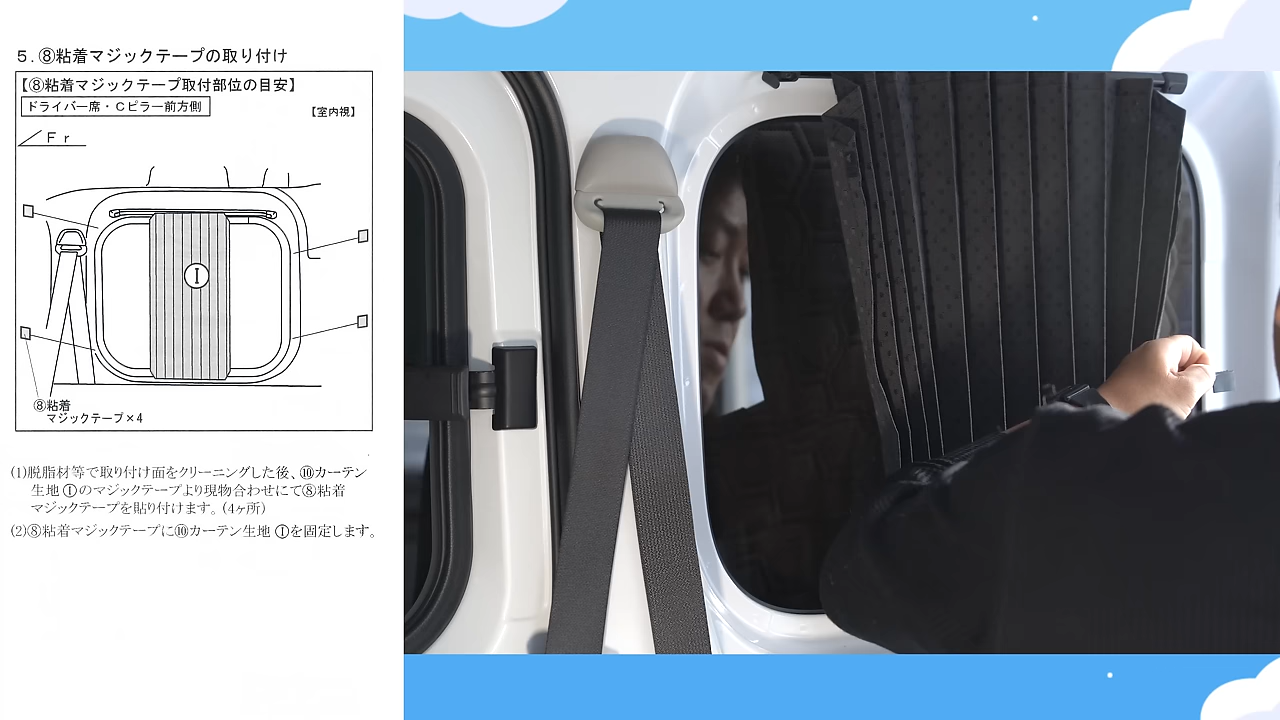 5．⑧粘着マジックテープの取り付け
【⑧粘着マジックテープ取付部位の目安】
ドライバー席・Ｃピラー前方側
【室内視】
Ｆｒ
Ⓘ
⑧粘着
マジックテープ×4
(1)脱脂材等で取り付け面をクリーニングした後、⑩カーテン
生地 Ⓘのマジックテープより現物合わせにて⑧粘着
マジックテープを貼り付けます。(4ヶ所)
(2)⑧粘着マジックテープに⑩カーテン生地 Ⓘを固定します。